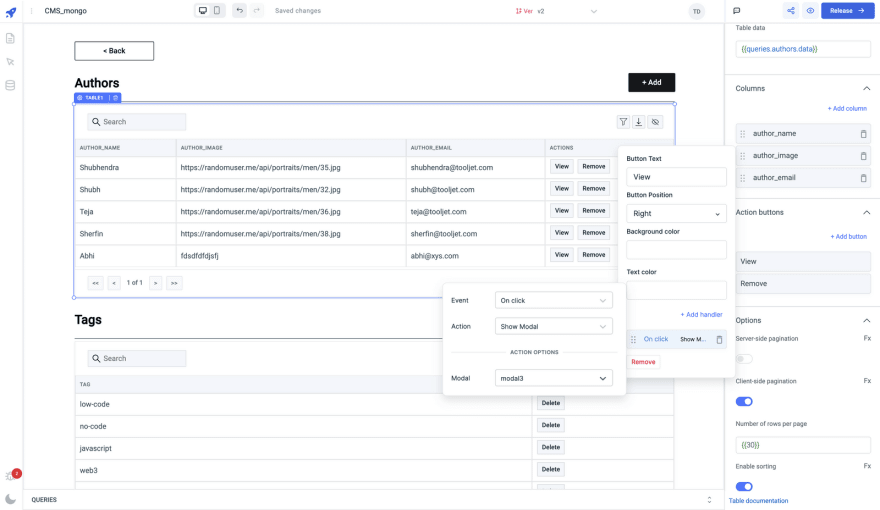 CMS_mongo
Saved changes
Ver v2
TD
Release
< Back
Authors
+ Add
TABLE1
Search
AUTHOR_NAME AUTHOR_IMAGE AUTHOR_EMAIL ACTIONS
Shubhendra https://randomuser.me/api/portraits/men/35.jpg shubhendra@tooljet.com View Remove
Shubh https://randomuser.me/api/portraits/men/32.jpg shubh@tooljet.com View Remove
Teja https://randomuser.me/api/portraits/men/36.jpg teja@tooljet.com View Remove
Sherfin https://randomuser.me/api/portraits/men/38.jpg sherfin@tooljet.com View Remove
Abhi fdsdfdfdjsfj abhi@xys.com View Remove
<< < 1 of 1 > >>
Tags
Search
TAG
low-code Delete
no-code Delete
javascript Delete
web3 Delete
Event On click
Action Show Modal
ACTION OPTIONS
Modal modal3
Button Text
View
Button Position
Right
Background color
Text color
+ Add handler
On click Show M...
Remove
Table data
{{queries.authors.data}}
Columns
+ Add column
author_name
author_image
author_email
Action buttons
+ Add button
View
Remove
Options
Server-side pagination Fx
Client-side pagination Fx
Number of rows per page
{{30}}
Enable sorting Fx
Table documentation
2
QUERIES